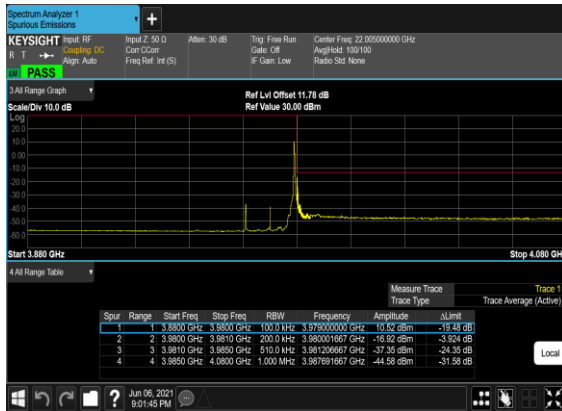 Spectrum Analyzer 1
Spurious Emissions
+
KEYSIGHT Input: RF Input Z: 50 Ω Atten: 30 dB Trig: Free Run Center Freq: 22.005000000 GHz
R T Coupling: DC Corr CCorr Gate: Off Avg|Hold: 100/100
Align: Auto Freq Ref: Int (S) IF Gain: Low Radio Std: None
LXI PASS
3 All Range Graph
Ref Lvl Offset 11.78 dB
Scale/Div 10.0 dB Ref Value 30.00 dBm
Log
20.0
10.0
0.00
-10.0
-20.0
-30.0
-40.0
-50.0
-60.0
Start 3.880 GHz Stop 4.080 GH
4 All Range Table
Measure Trace Trace 1
Trace Type Trace Average (Active)
Spur Range Start Freq Stop Freq RBW Frequency Amplitude ΔLimit
1 1 3.8800 GHz 3.9800 GHz 100.0 kHz 3.979000000 GHz 10.52 dBm -19.48 dB
2 2 3.9800 GHz 3.9810 GHz 200.0 kHz 3.980001667 GHz -16.92 dBm -3.924 dB
3 3 3.9810 GHz 3.9850 GHz 510.0 kHz 3.981206667 GHz -37.35 dBm -24.35 dB
4 4 3.9850 GHz 4.0800 GHz 1.000 MHz 3.987691667 GHz -44.58 dBm -31.58 dB
Local
?
Jun 06, 2021
9:01:45 PM